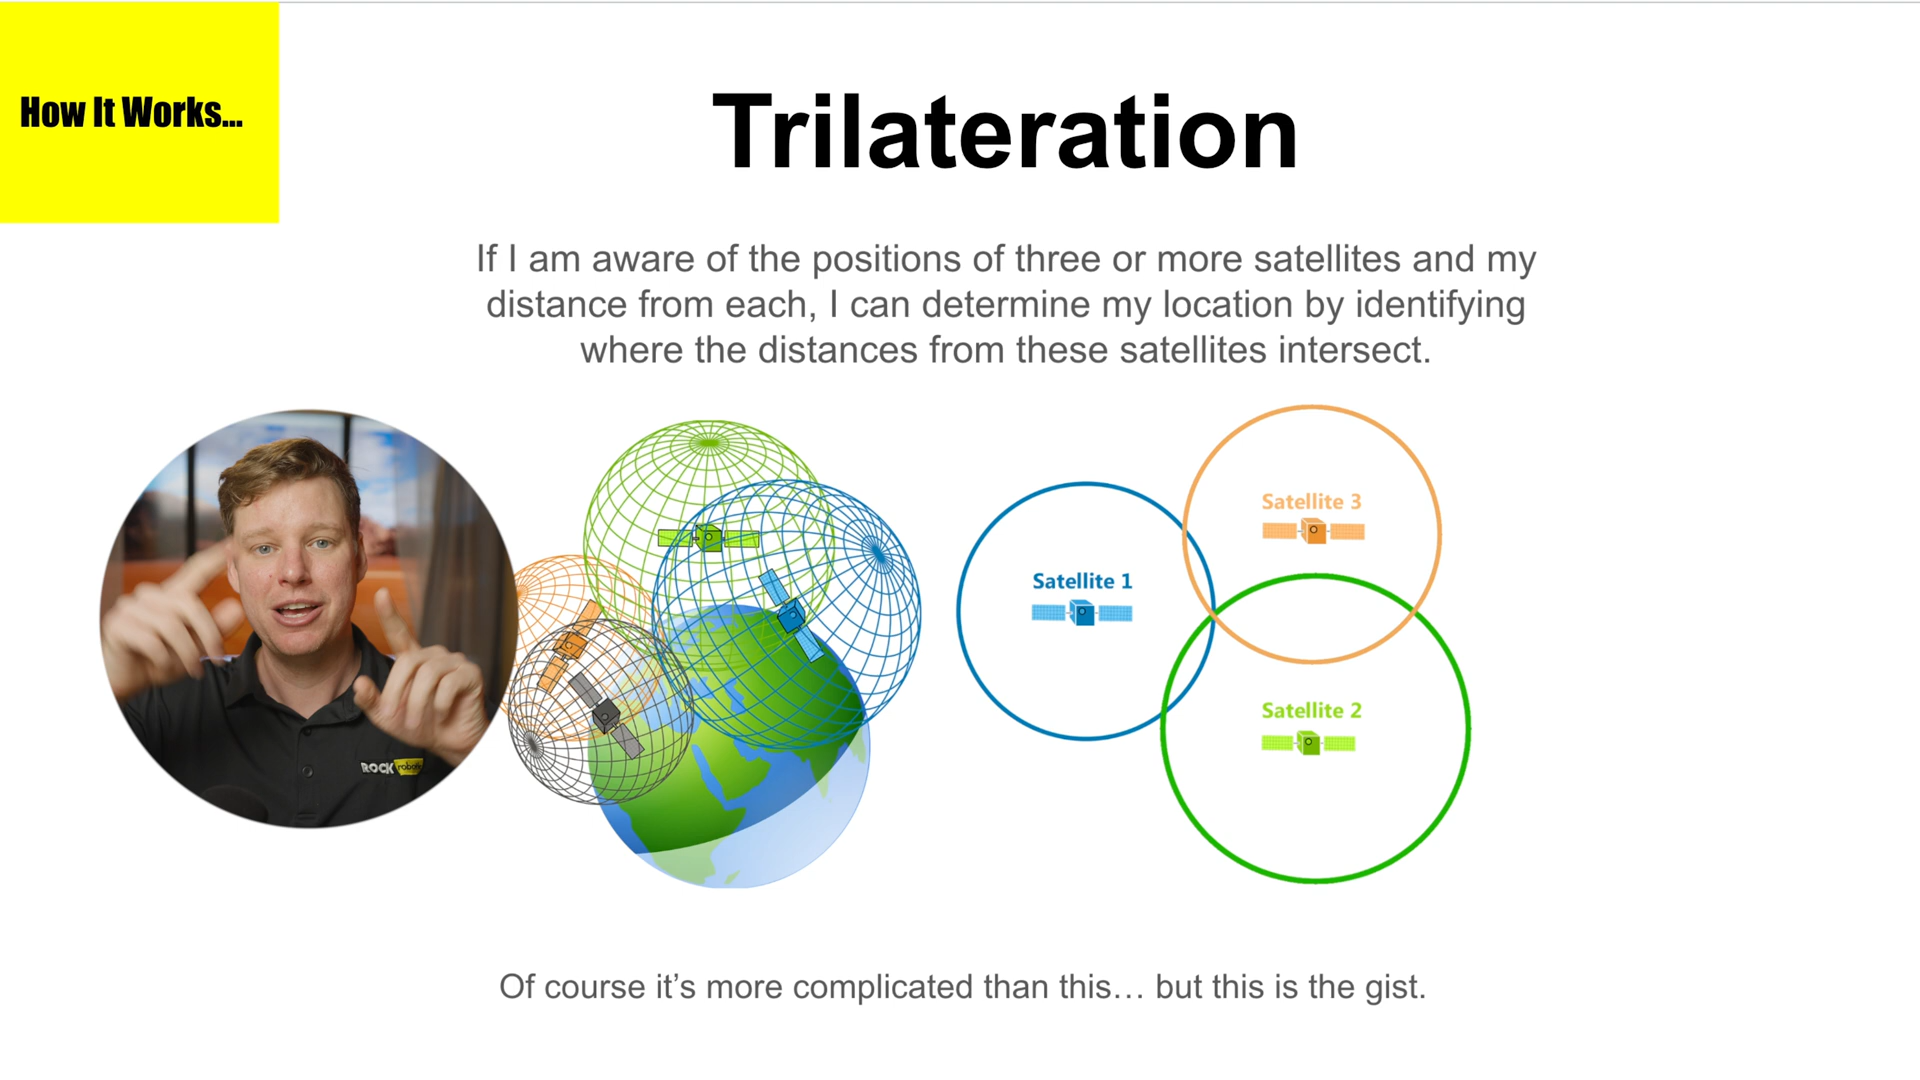 How It Works...
Trilateration
If I am aware of the positions of three or more satellites and my
distance from each, I can determine my location by identifying
where the distances from these satellites intersect.
Satellite 3
Satellite 1
Satellite 2
ROCK robotic
Of course it’s more complicated than this… but this is the gist.